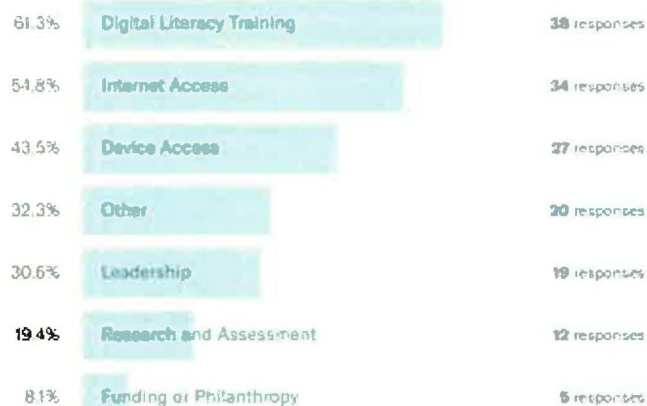 61.3% Digital Literacy Training 38 responses
54.8% Internet Access 34 responses
43.5% Device Access 27 responses
32.3% Other 20 responses
30.6% Leadership 19 responses
19.4% Research and Assessment 12 responses
8.1% Funding or Philanthropy 5 responses